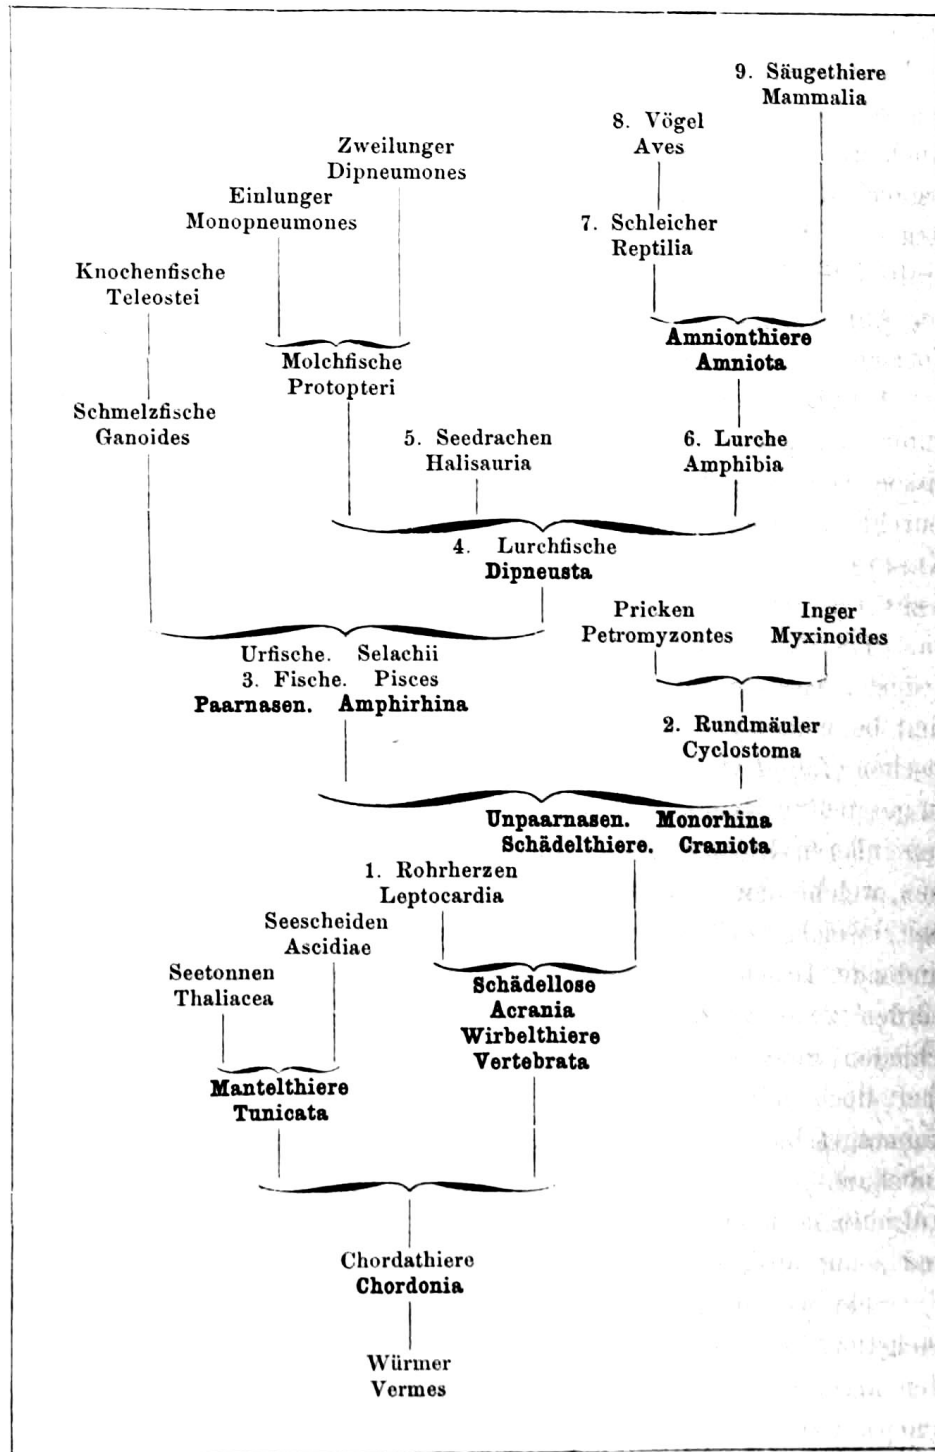 9. Säugethiere
Mammalia
8. Vögel
Aves
Zweilunger
Dipneumones
Einlunger
Monopneumones
7. Schleicher
Reptilia
Knochenfische
Teleostei
Amnionthiere
Amniota
Molchfische
Protopteri
Schmelzfische
Ganoides
5. Seedrachen
Halisauria
6. Lurche
Amphibia
4. Lurchfische
Dipneusta
Pricken
Petromyzontes
Inger
Myxinoides
Urfische. Selachii
3. Fische. Pisces
Paarnasen. Amphirhina
2. Rundmäuler
Cyclostoma
Unpaarnasen. Monorhina
Schädelthiere. Craniota
1. Rohrherzen
Leptocardia
Seescheiden
Ascidiae
Seetonnen
Thaliacea
Schädellose
Acrania
Wirbelthiere
Vertebrata
Mantelthiere
Tunicata
Chordathiere
Chordonia
Würmer
Vermes